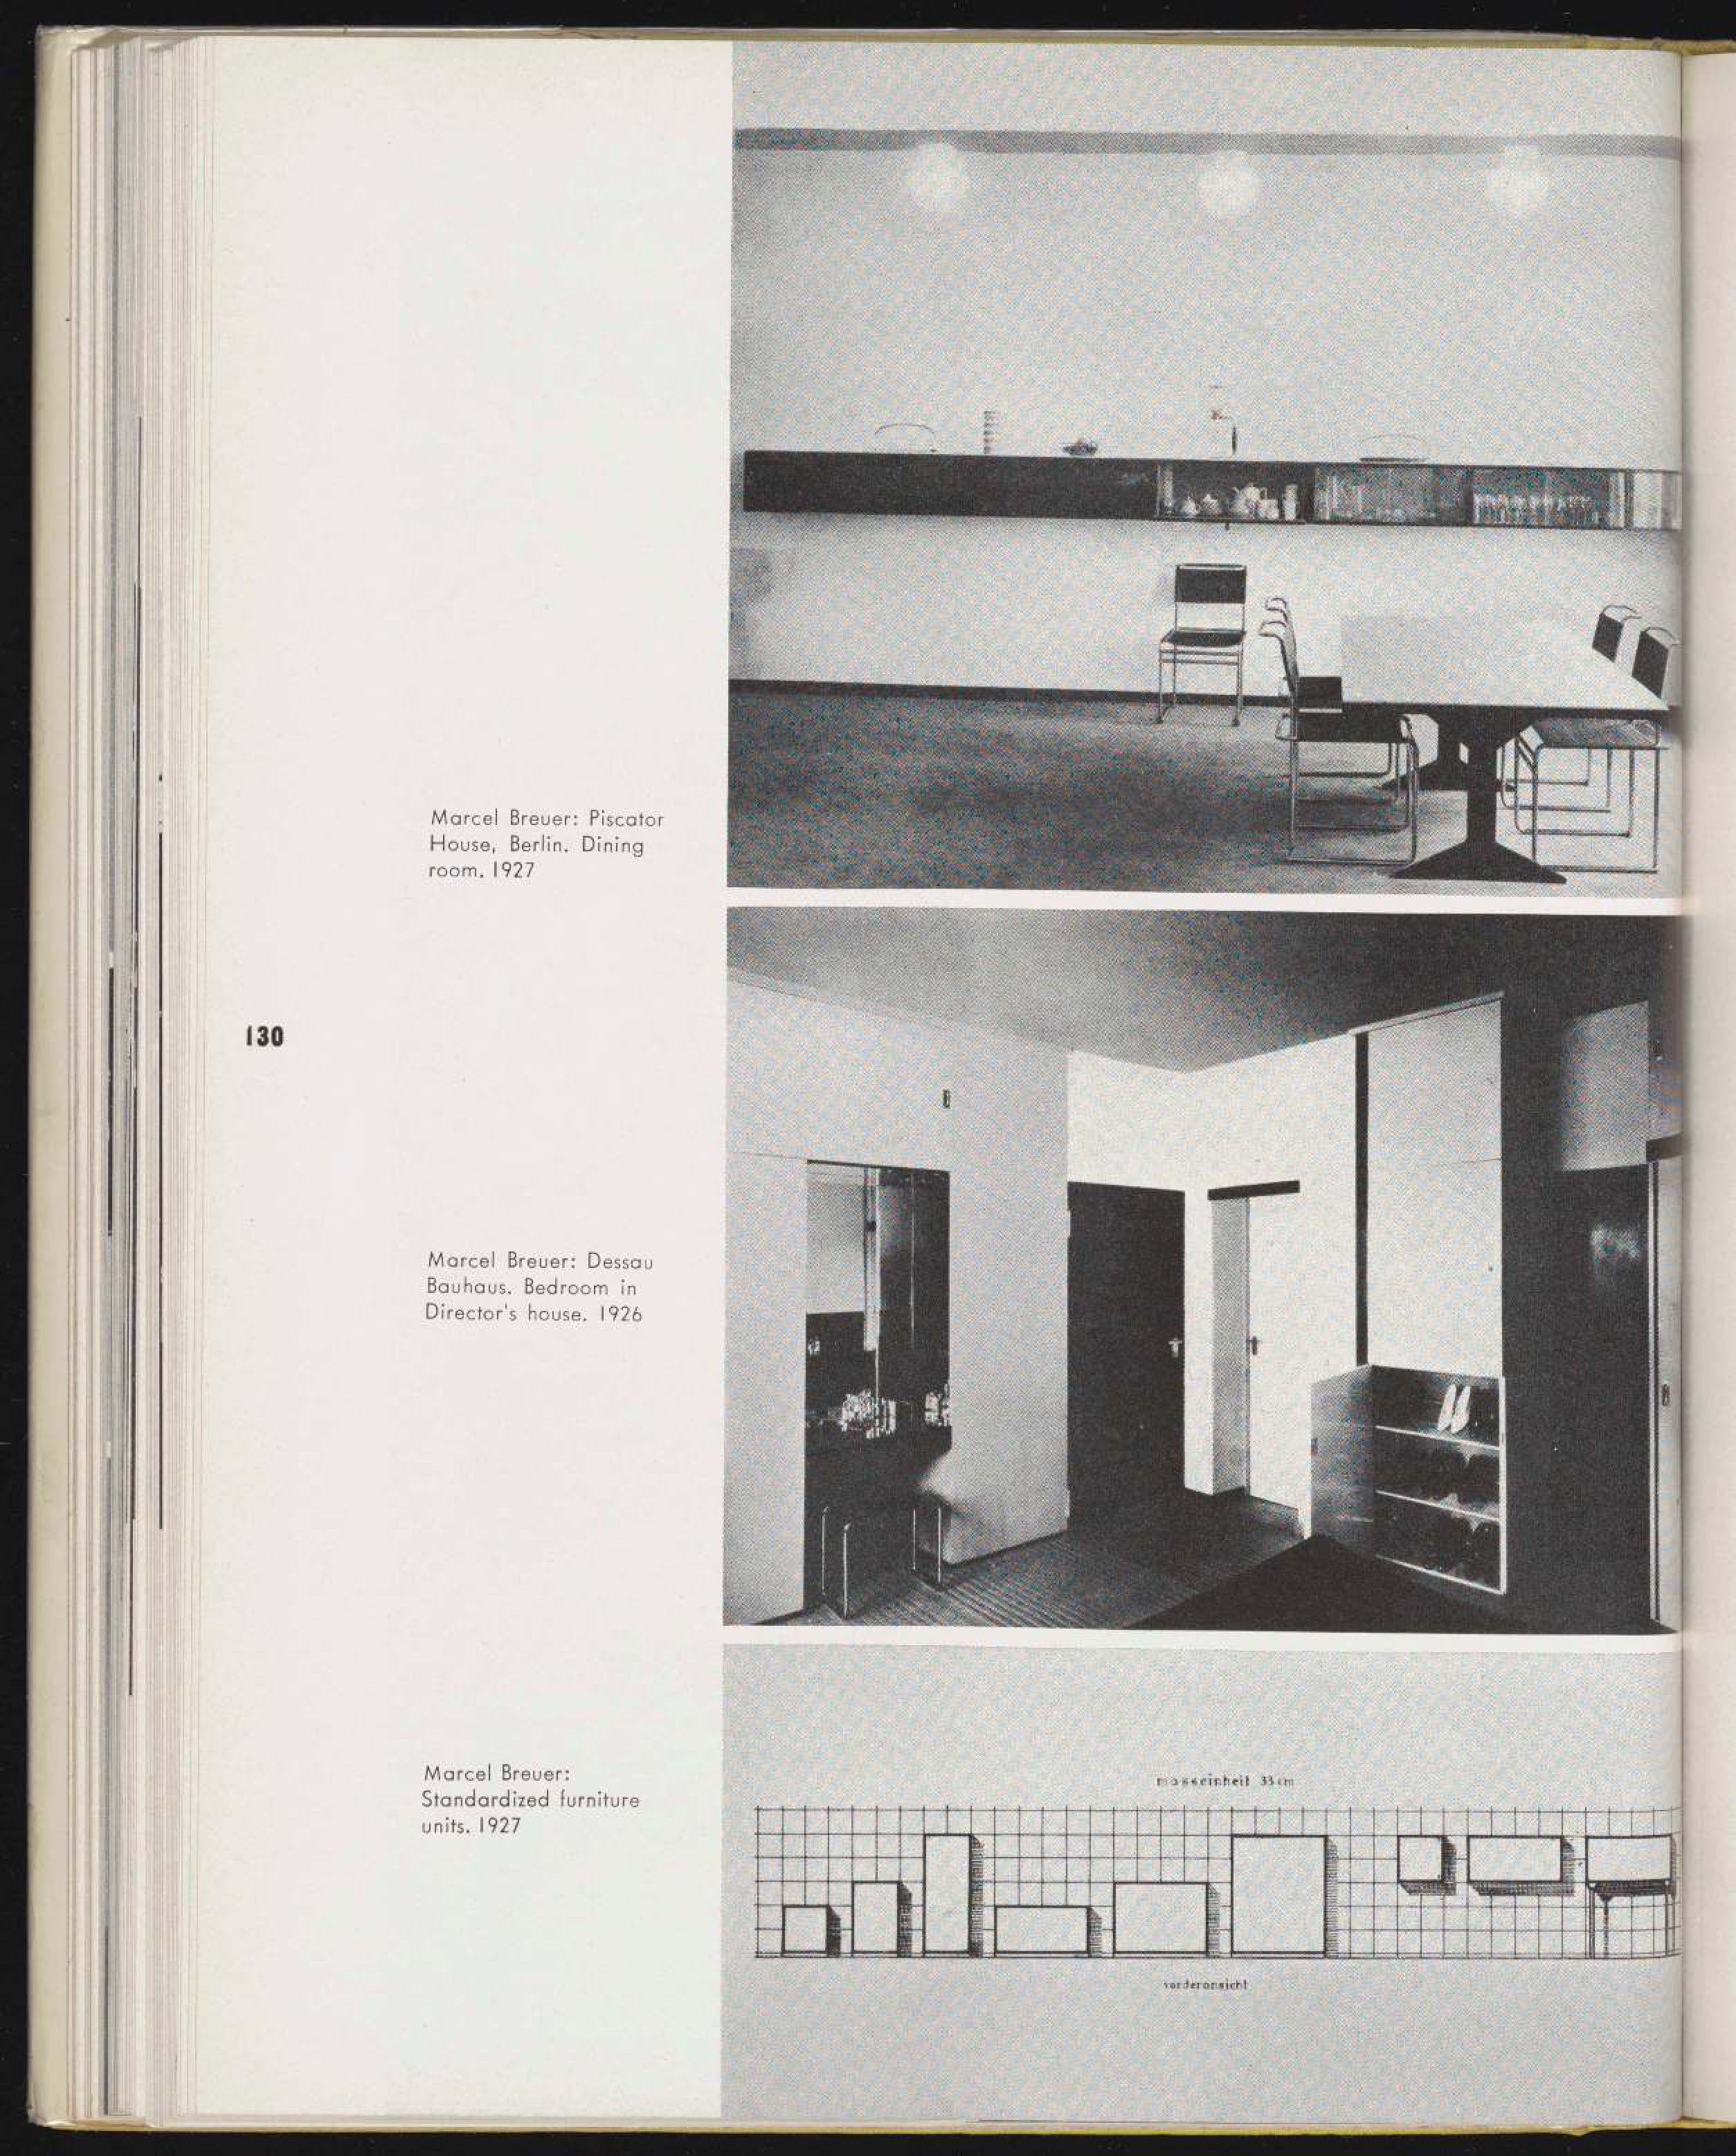 Marcel Breuer: Piscator
House, Berlin. Dining
room. 1927
130
Marcel Breuer: Dessau
Bauhaus. Bedroom in
Director's house. 1926
Marcel Breuer:
Standardized furniture
units. 1927
masseinheit 33 cm
vorderansicht